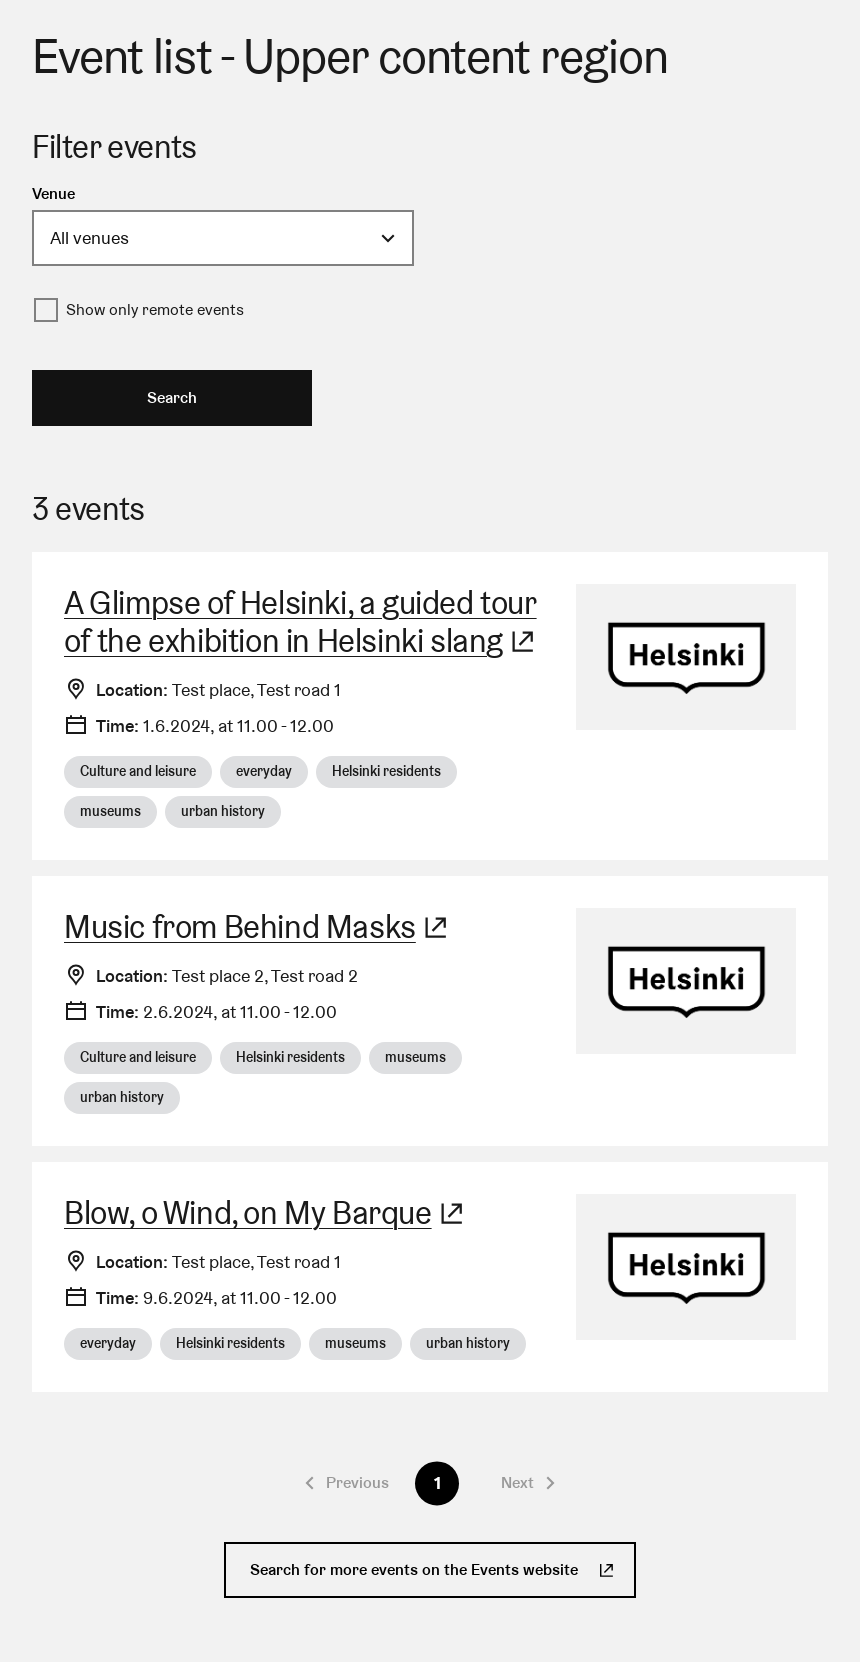 Event list - Upper content region
Filter events
Venue
All venues
Show only remote events
Search
3 events
A Glimpse of Helsinki, a guided tour
of the exhibition in Helsinki slang
Helsinki
Location: Test place, Test road 1
Time: 1.6.2024, at 11.00 - 12.00
Culture and leisure everyday Helsinki residents
museums urban history
Music from Behind Masks
Helsinki
Location: Test place 2, Test road 2
Time: 2.6.2024, at 11.00 - 12.00
Culture and leisure Helsinki residents museums
urban history
Blow, o Wind, on My Barque
Helsinki
Location: Test place, Test road 1
Time: 9.6.2024, at 11.00 - 12.00
everyday Helsinki residents museums urban history
Previous 1 Next
Search for more events on the Events website